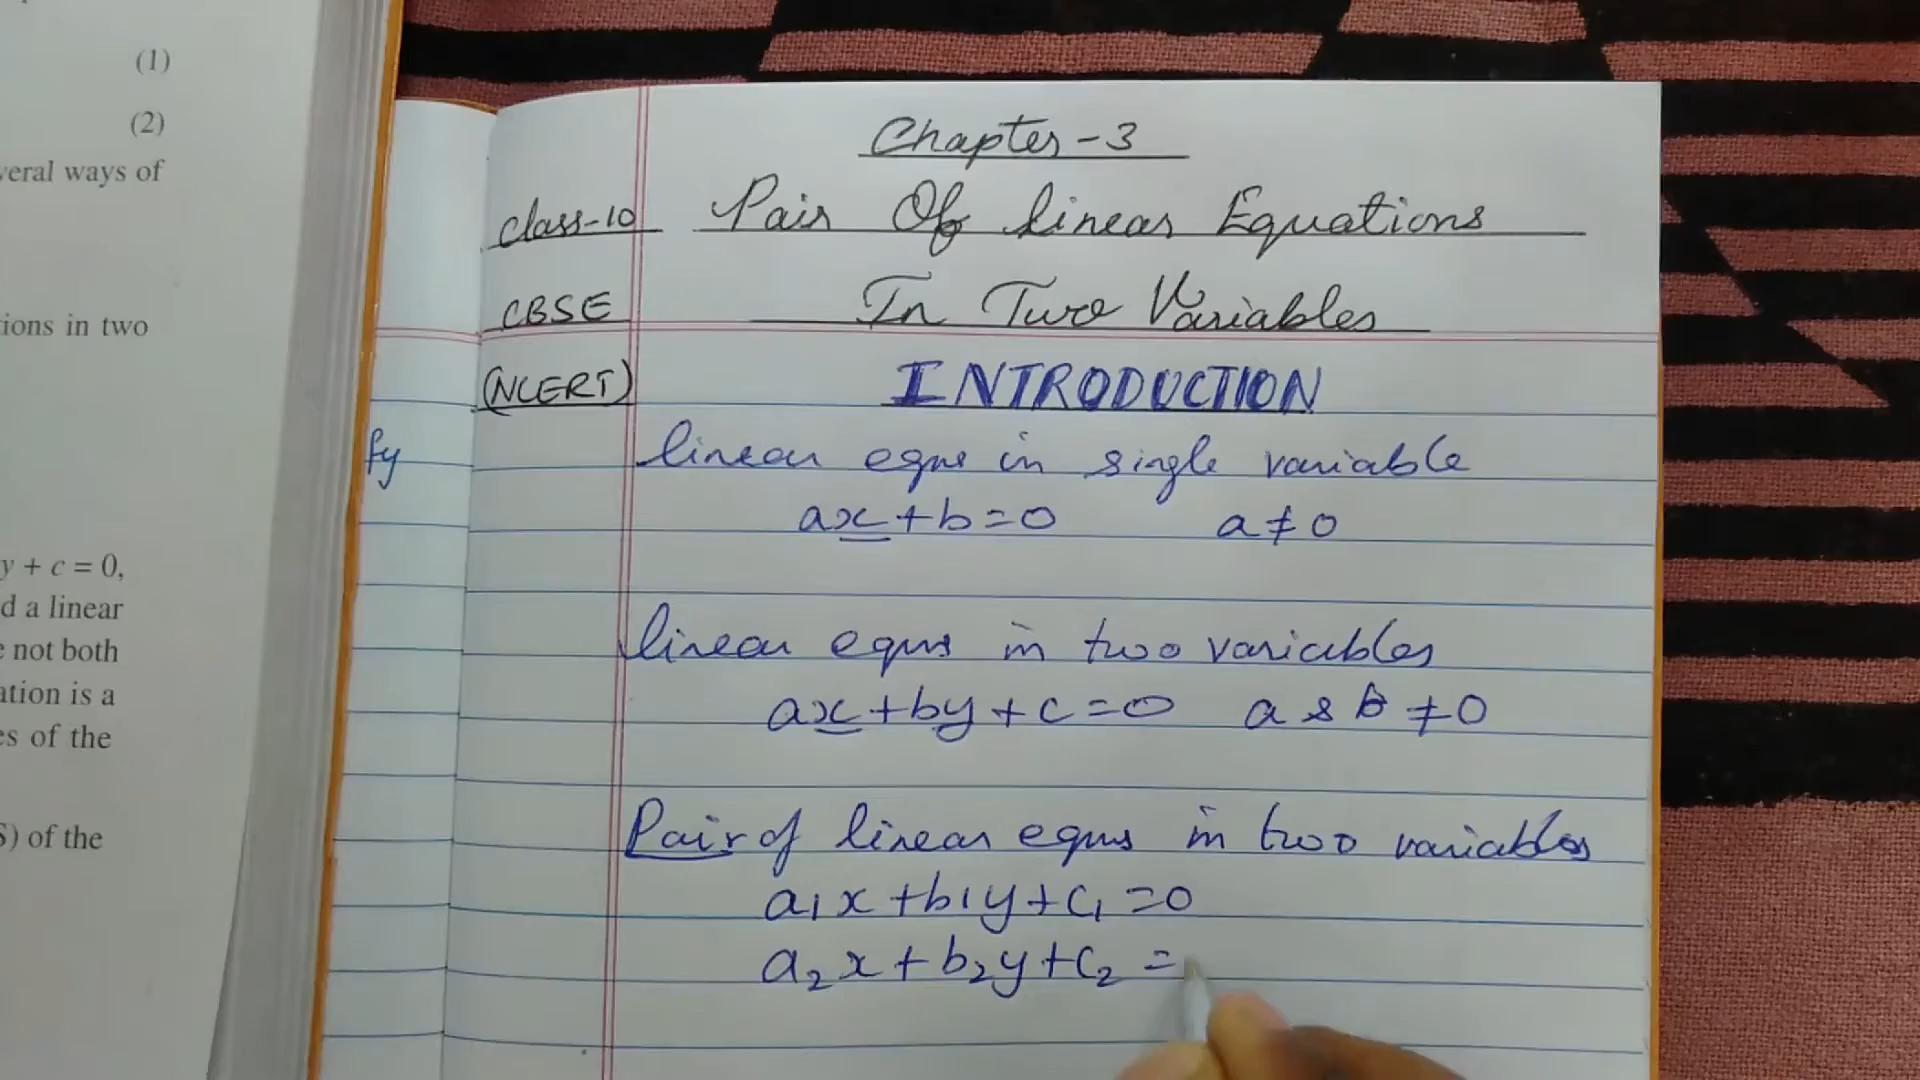 (1)
(2)
veral ways of
ions in two
y + c = 0,
d a linear
e not both
ation is a
es of the
S) of the
fy
Chapter-3
Class-10 Pair Of Linear Equations
CBSE In Two Variables
(NCERT) INTRODUCTION
linear eqns in single variable
ax+b=0 a≠0
linear eqns in two variables
ax+by+c=0 a & b ≠0
Pair of linear eqns in two variables
a₁x+b₁y+c₁=0
a₂x+b₂y+c₂=